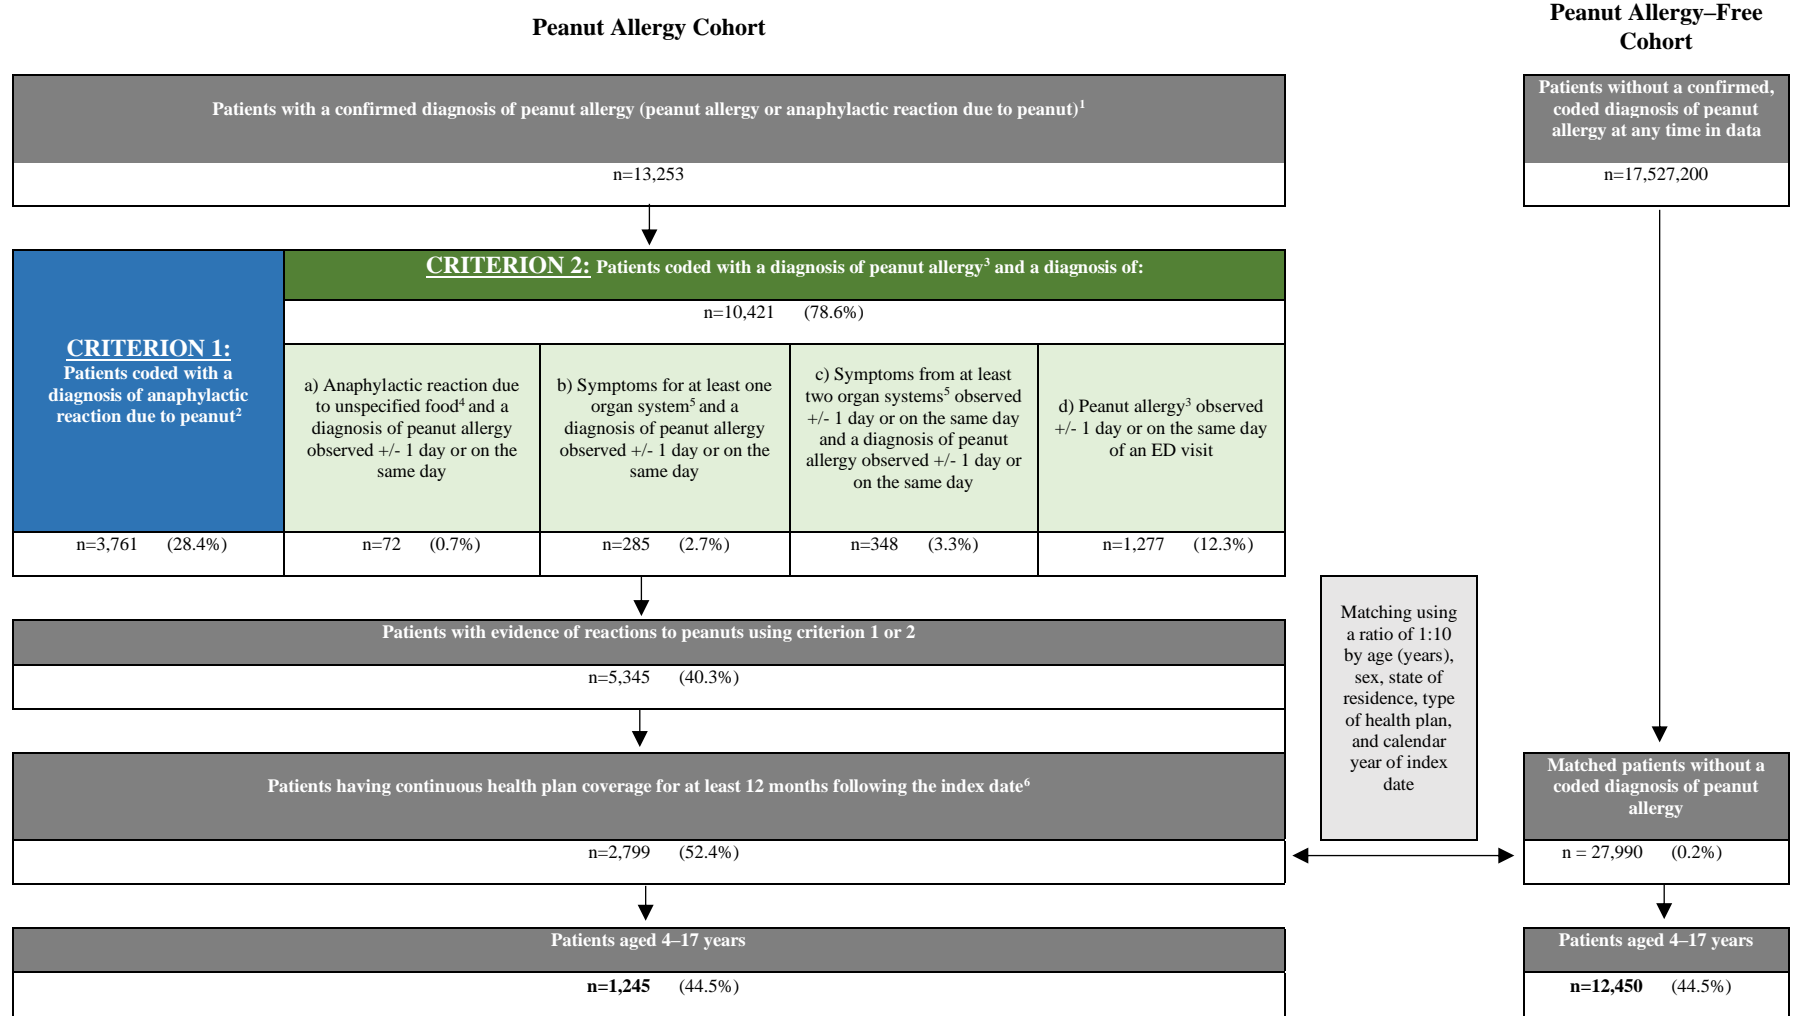 Peanut Allergy Cohort
Peanut Allergy–Free
Cohort
Patients with a confirmed diagnosis of peanut allergy (peanut allergy or anaphylactic reaction due to peanut)1
n=13,253
Patients without a confirmed,
coded diagnosis of peanut
allergy at any time in data
n=17,527,200
CRITERION 1:
Patients coded with a
diagnosis of anaphylactic
reaction due to peanut2
n=3,761 (28.4%)
CRITERION 2: Patients coded with a diagnosis of peanut allergy3 and a diagnosis of:
n=10,421 (78.6%)
a) Anaphylactic reaction due
to unspecified food4 and a
diagnosis of peanut allergy
observed +/- 1 day or on the
same day
n=72 (0.7%)
b) Symptoms for at least one
organ system5 and a
diagnosis of peanut allergy
observed +/- 1 day or on the
same day
n=285 (2.7%)
c) Symptoms from at least
two organ systems5 observed
+/- 1 day or on the same day
and a diagnosis of peanut
allergy observed +/- 1 day or
on the same day
n=348 (3.3%)
d) Peanut allergy3 observed
+/- 1 day or on the same day
of an ED visit
n=1,277 (12.3%)
Patients with evidence of reactions to peanuts using criterion 1 or 2
n=5,345 (40.3%)
Patients having continuous health plan coverage for at least 12 months following the index date6
n=2,799 (52.4%)
Matching using
a ratio of 1:10
by age (years),
sex, state of
residence, type
of health plan,
and calendar
year of index
date
Matched patients without a
coded diagnosis of peanut
allergy
n = 27,990 (0.2%)
Patients aged 4–17 years
n=1,245 (44.5%)
Patients aged 4–17 years
n=12,450 (44.5%)